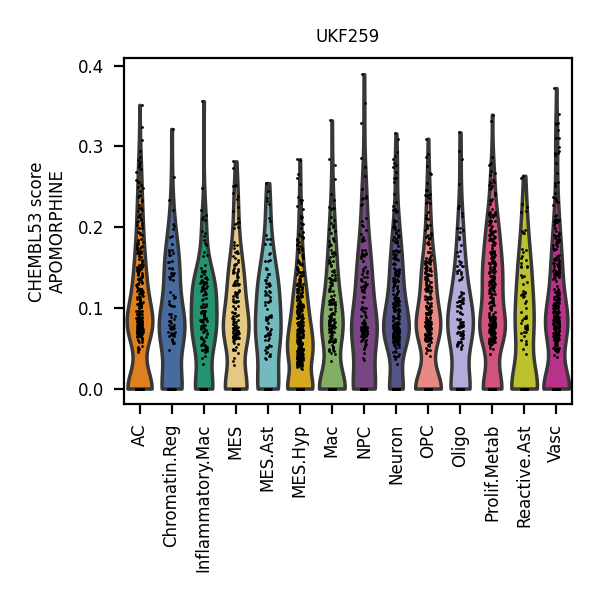 UKF259
CHEMBL53 score
APOMORPHINE
0.4
0.3
0.2
0.1
0.0
AC
Chromatin.Reg
Inflammatory.Mac
MES
MES.Ast
MES.Hyp
Mac
NPC
Neuron
OPC
Oligo
Prolif.Metab
Reactive.Ast
Vasc